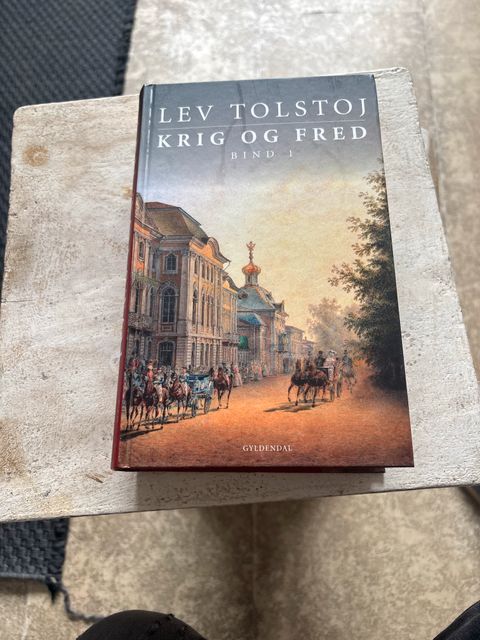 LEV TOLSTOJ
KRIG OG FRED
BIND 1
GYLDENDAL